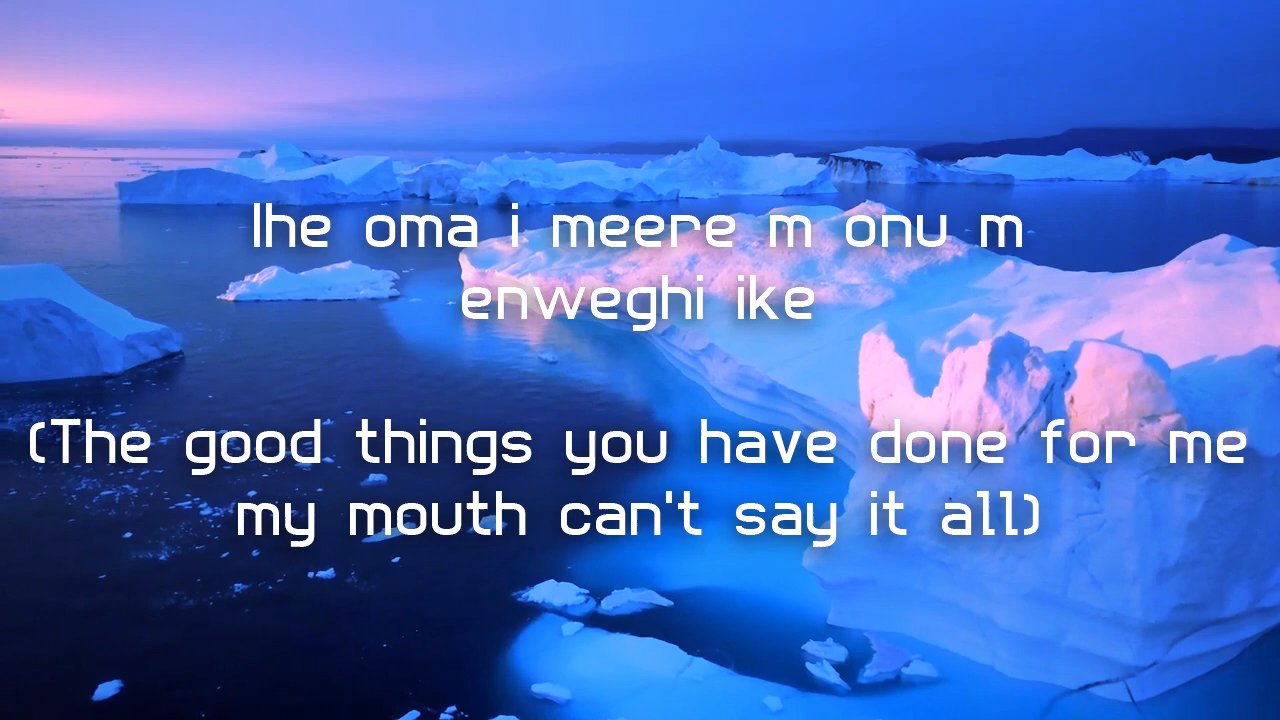 Ihe oma i meere m onu m
enweghi ike
(The good things you have done for me
my mouth can't say it all)